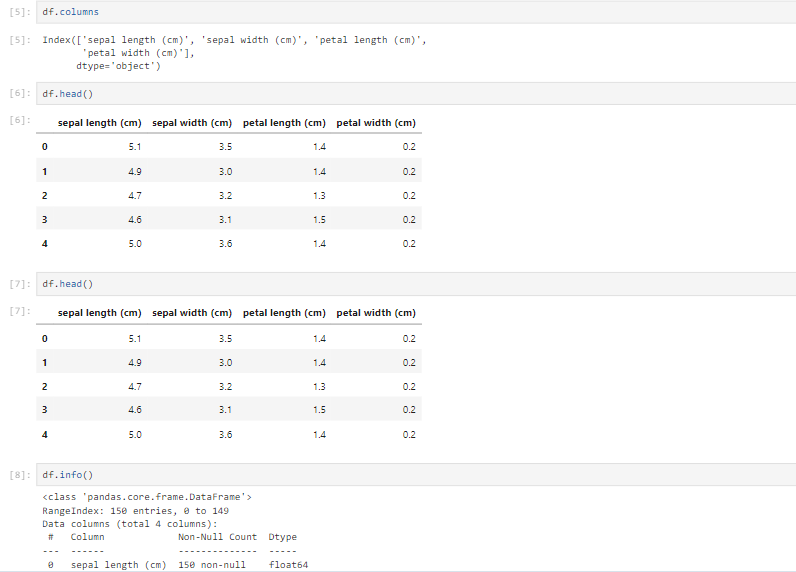 [5]: df.columns
[5]: Index(['sepal length (cm)', 'sepal width (cm)', 'petal length (cm)',
'petal width (cm)'],
dtype='object')
[6]: df.head()
[6]: sepal length (cm) sepal width (cm) petal length (cm) petal width (cm)
0 5.1 3.5 1.4 0.2
1 4.9 3.0 1.4 0.2
2 4.7 3.2 1.3 0.2
3 4.6 3.1 1.5 0.2
4 5.0 3.6 1.4 0.2
[7]: df.head()
[7]: sepal length (cm) sepal width (cm) petal length (cm) petal width (cm)
0 5.1 3.5 1.4 0.2
1 4.9 3.0 1.4 0.2
2 4.7 3.2 1.3 0.2
3 4.6 3.1 1.5 0.2
4 5.0 3.6 1.4 0.2
[8]: df.info()
<class 'pandas.core.frame.DataFrame'>
RangeIndex: 150 entries, 0 to 149
Data columns (total 4 columns):
# Column Non-Null Count Dtype
--- ------ -------------- -----
0 sepal length (cm) 150 non-null float64